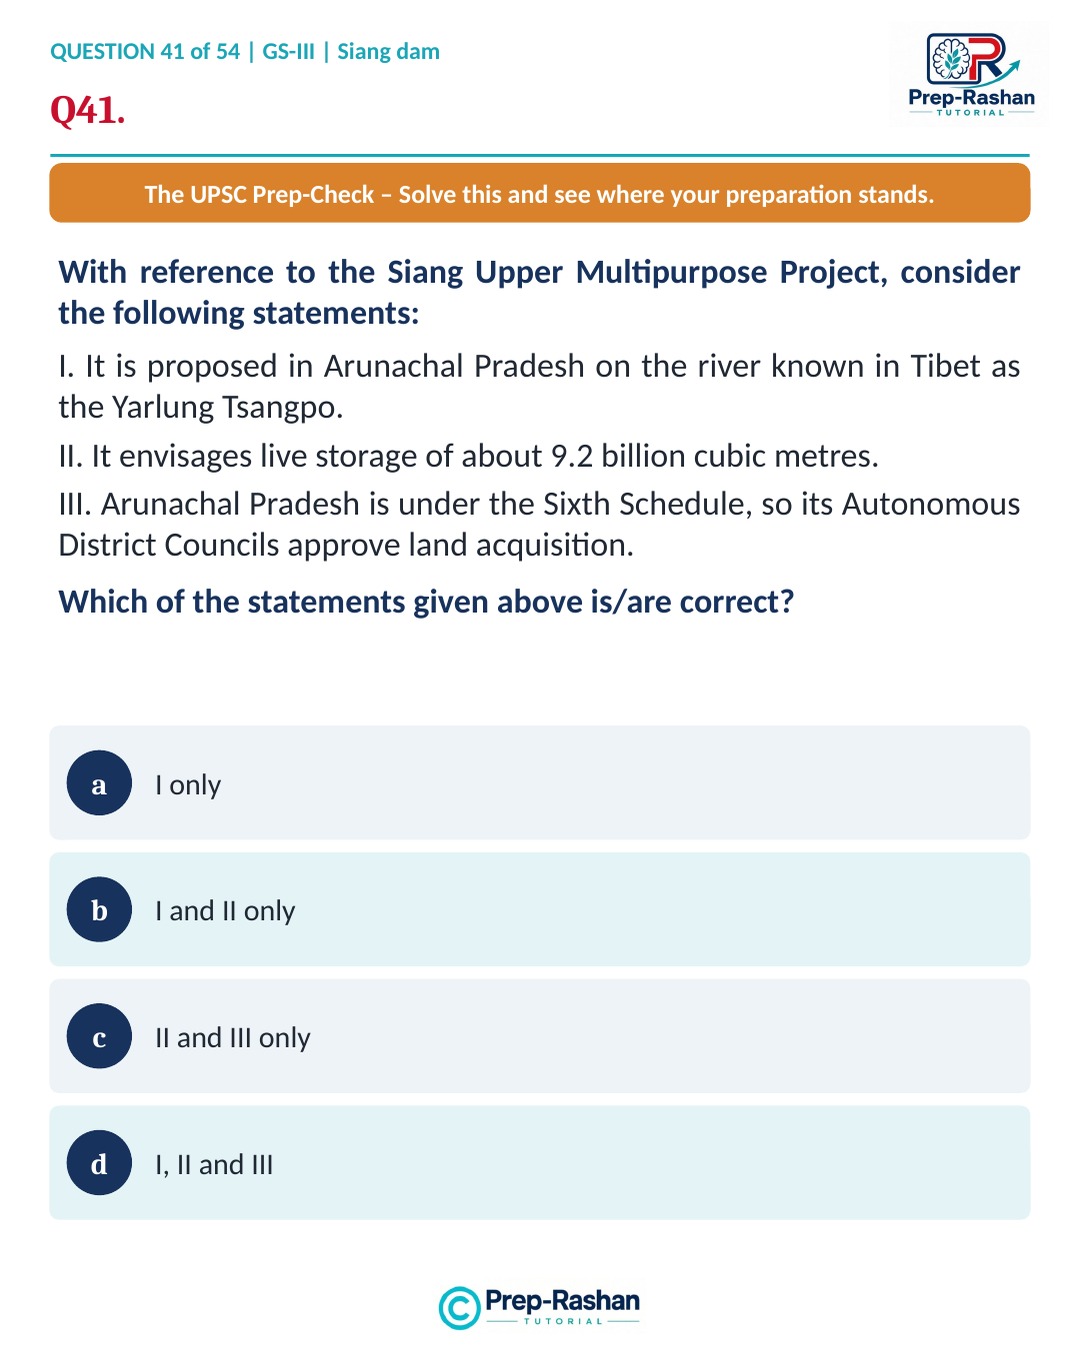 QUESTION 41 of 54 | GS-III | Siang dam
Prep-Rashan
TUTORIAL
Q41.
The UPSC Prep-Check – Solve this and see where your preparation stands.
With reference to the Siang Upper Multipurpose Project, consider
the following statements:
I. It is proposed in Arunachal Pradesh on the river known in Tibet as
the Yarlung Tsangpo.
II. It envisages live storage of about 9.2 billion cubic metres.
III. Arunachal Pradesh is under the Sixth Schedule, so its Autonomous
District Councils approve land acquisition.
Which of the statements given above is/are correct?
a I only
b I and II only
c II and III only
d I, II and III
© Prep-Rashan
TUTORIAL